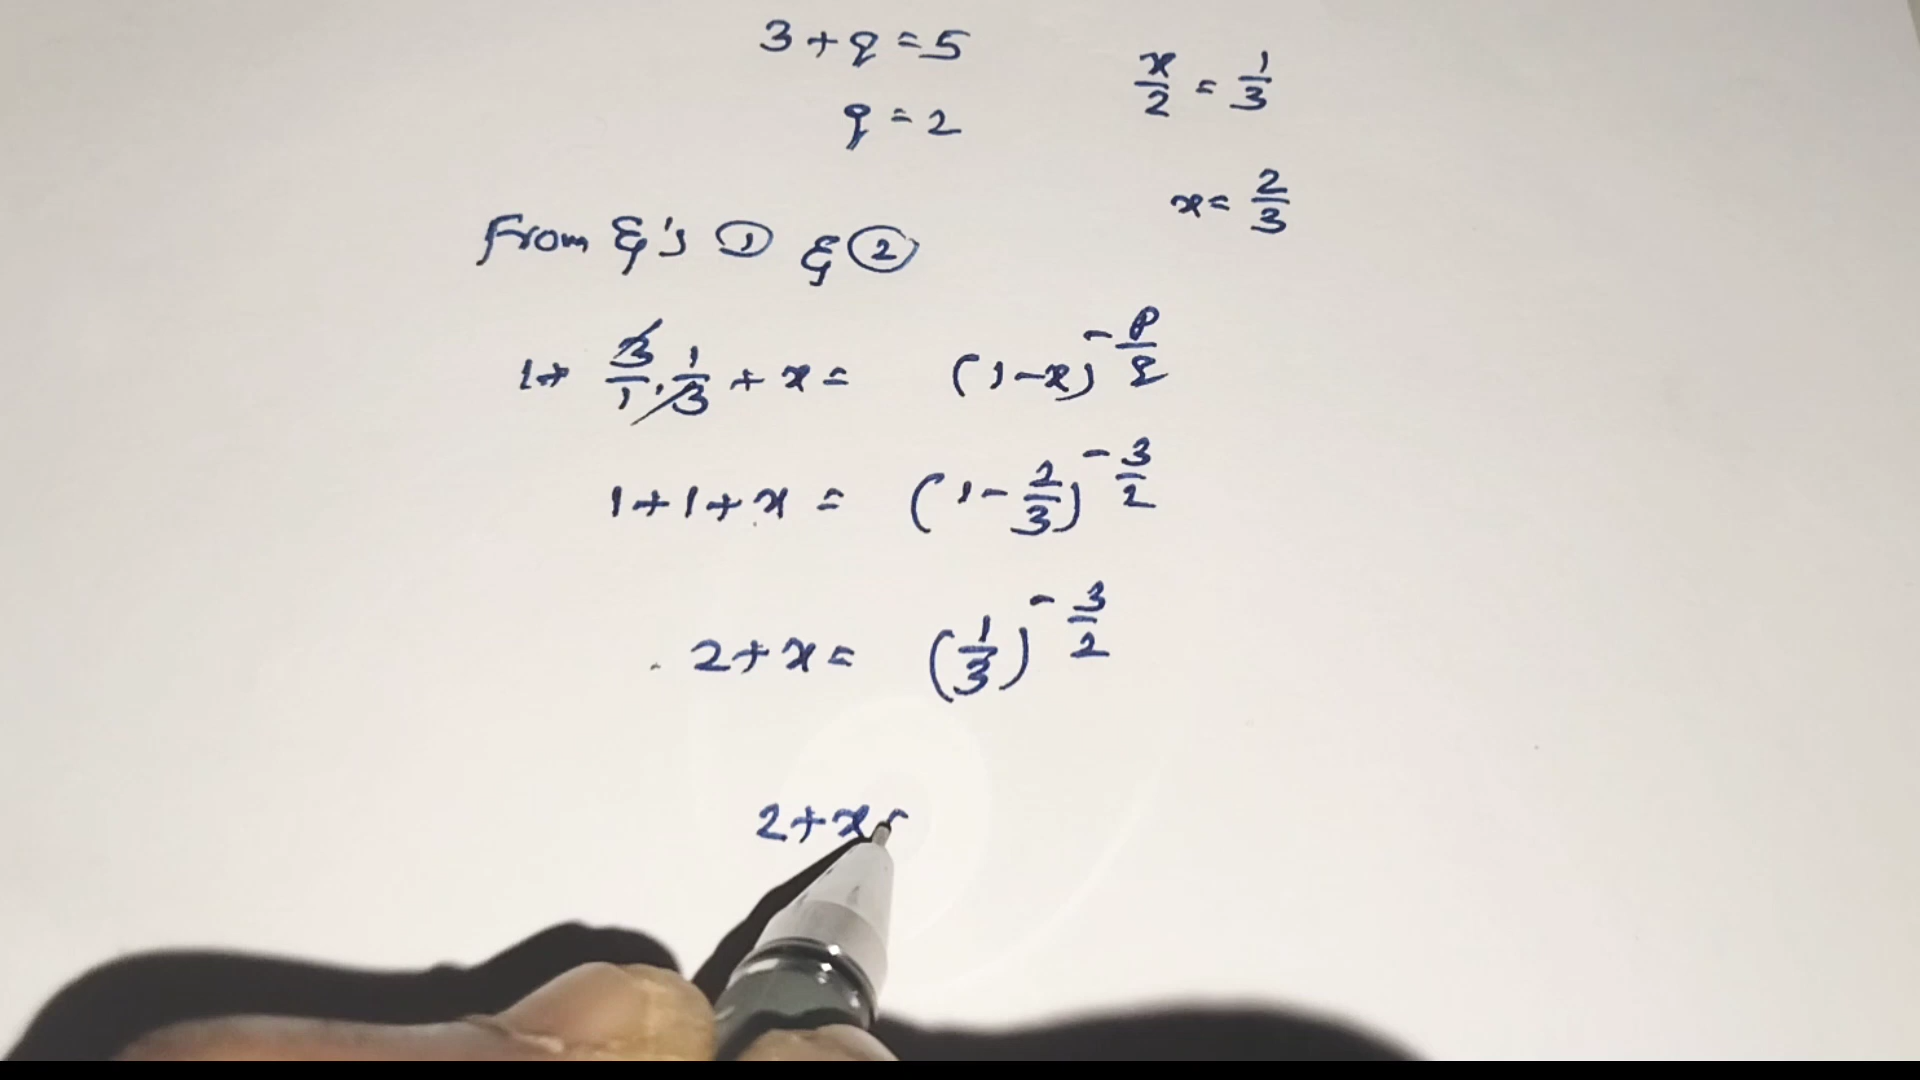 3 + q = 5
q = 2
x/2 = 1/3
x = 2/3
From Eq's ① & ②
1 + 3/1 . 1/3 + x = (1 - x)^(-p/q)
1 + 1 + x = (1 - 2/3)^(-3/2)
2 + x = (1/3)^(-3/2)
2 + x